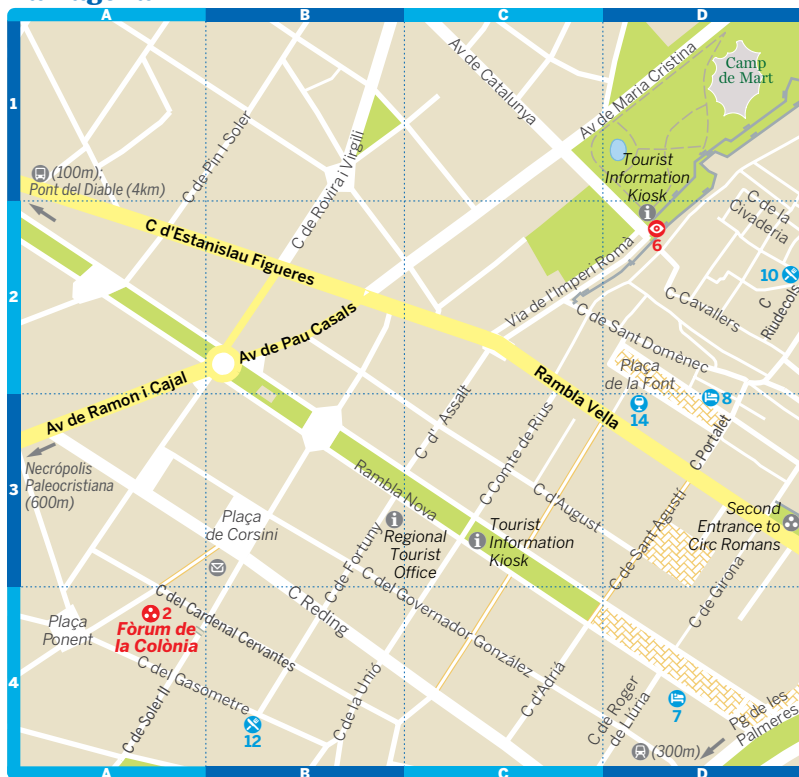 A
B
C
D
1
Av de Catalunya
Av de Maria Cristina
Camp
de Mart
C de Pin I Soler
C de Rovira i Virgili
(100m);
Pont del Diable (4km)
Tourist
Information
Kiosk
C de la
Civaderia
6
C d'Estanislau Figueres
2
Via de l'Imperi Romà
10
C
Riudecols
C Cavallers
Av de Pau Casals
C de Sant Domènec
Plaça
de la Font
Rambla Vella
8
14
Av de Ramon i Cajal
C d' Assalt
C Comte de Rius
C Portalet
Necrópolis
Paleocristiana
(600m)
3
Rambla Nova
C d'August
Plaça
de Corsini
Regional
Tourist
Office
Tourist
Information
Kiosk
Second
Entrance to
Circ Romans
C de Sant Agustí
C de Fortuny
C de Girona
C del Governador González
C Reding
C del Cardenal Cervantes
2
Fòrum de
la Colònia
Plaça
Ponent
4
C del Gasòmetre
C de Soler II
12
C de la Unió
C d'Adrià
C de Roger
de Llúria
7
Pg de les
Palmeres
(300m)
A
B
C
D